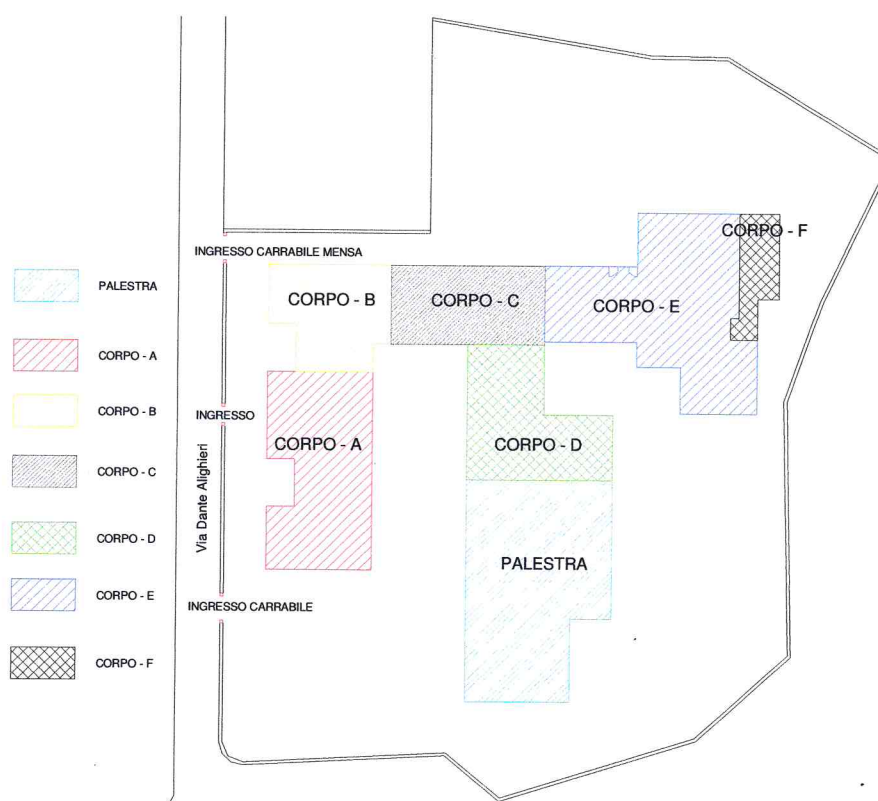 PALESTRA
CORPO - A
CORPO - B
CORPO - C
CORPO - D
CORPO - E
CORPO - F
Via Dante Alighieri
INGRESSO CARRABILE MENSA
INGRESSO
INGRESSO CARRABILE
CORPO - F
CORPO - B
CORPO - C
CORPO - E
CORPO - A
CORPO - D
PALESTRA